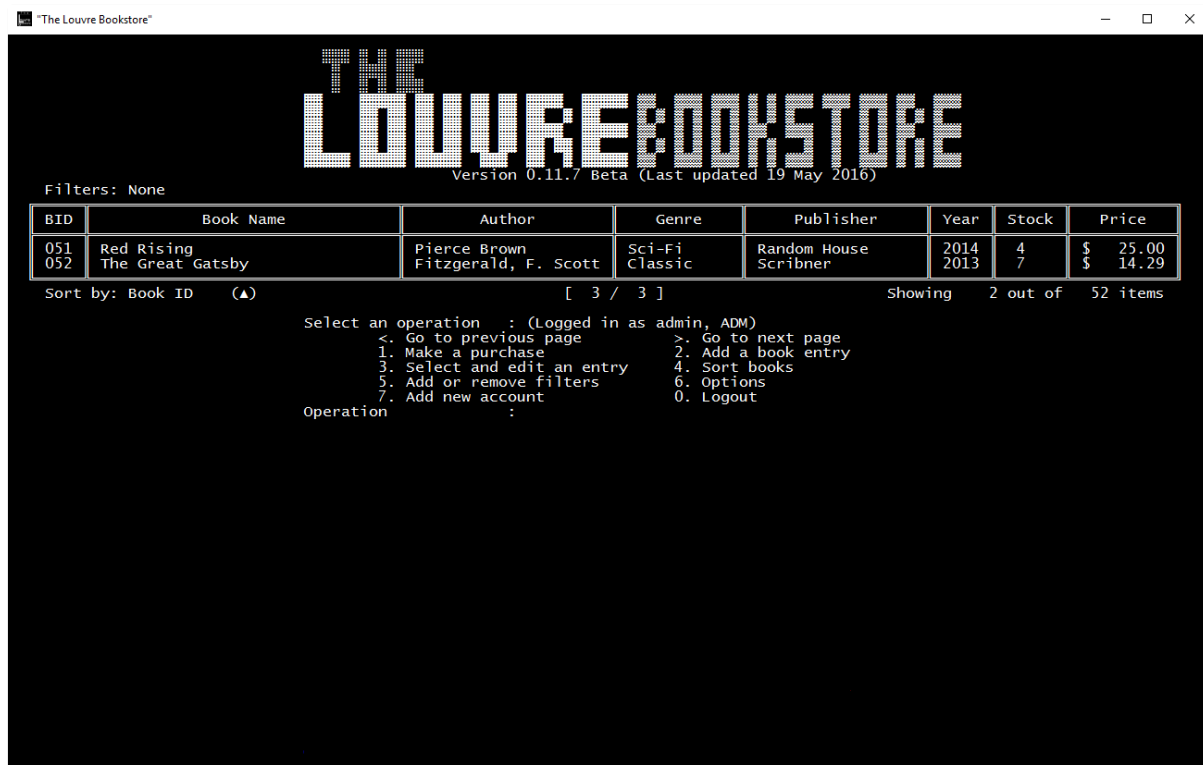 "The Louvre Bookstore"
THE
LOUVRE BOOKSTORE
Version 0.11.7 Beta (Last updated 19 May 2016)
Filters: None
BID Book Name Author Genre Publisher Year Stock Price
051 Red Rising Pierce Brown Sci-Fi Random House 2014 4 $ 25.00
052 The Great Gatsby Fitzgerald, F. Scott Classic Scribner 2013 7 $ 14.29
Sort by: Book ID (▲) [ 3 / 3 ] Showing 2 out of 52 items
Select an operation : (Logged in as admin, ADM)
<. Go to previous page >. Go to next page
1. Make a purchase 2. Add a book entry
3. Select and edit an entry 4. Sort books
5. Add or remove filters 6. Options
7. Add new account 0. Logout
Operation :